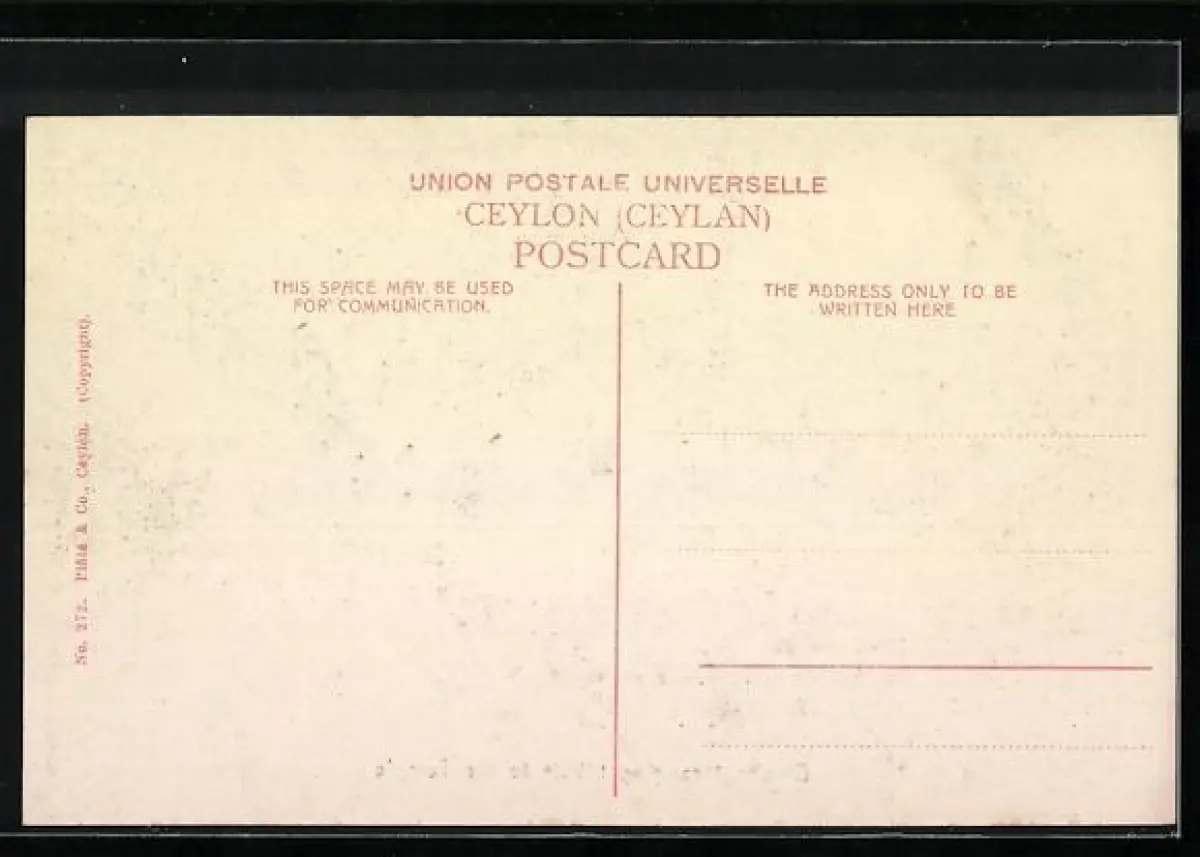 UNION POSTALE UNIVERSELLE
CEYLON (CEYLAN)
POSTCARD
THIS SPACE MAY BE USED
FOR COMMUNICATION.
THE ADDRESS ONLY TO BE
WRITTEN HERE
No. 272. Plâté & Co., Ceylon. (Copyright).